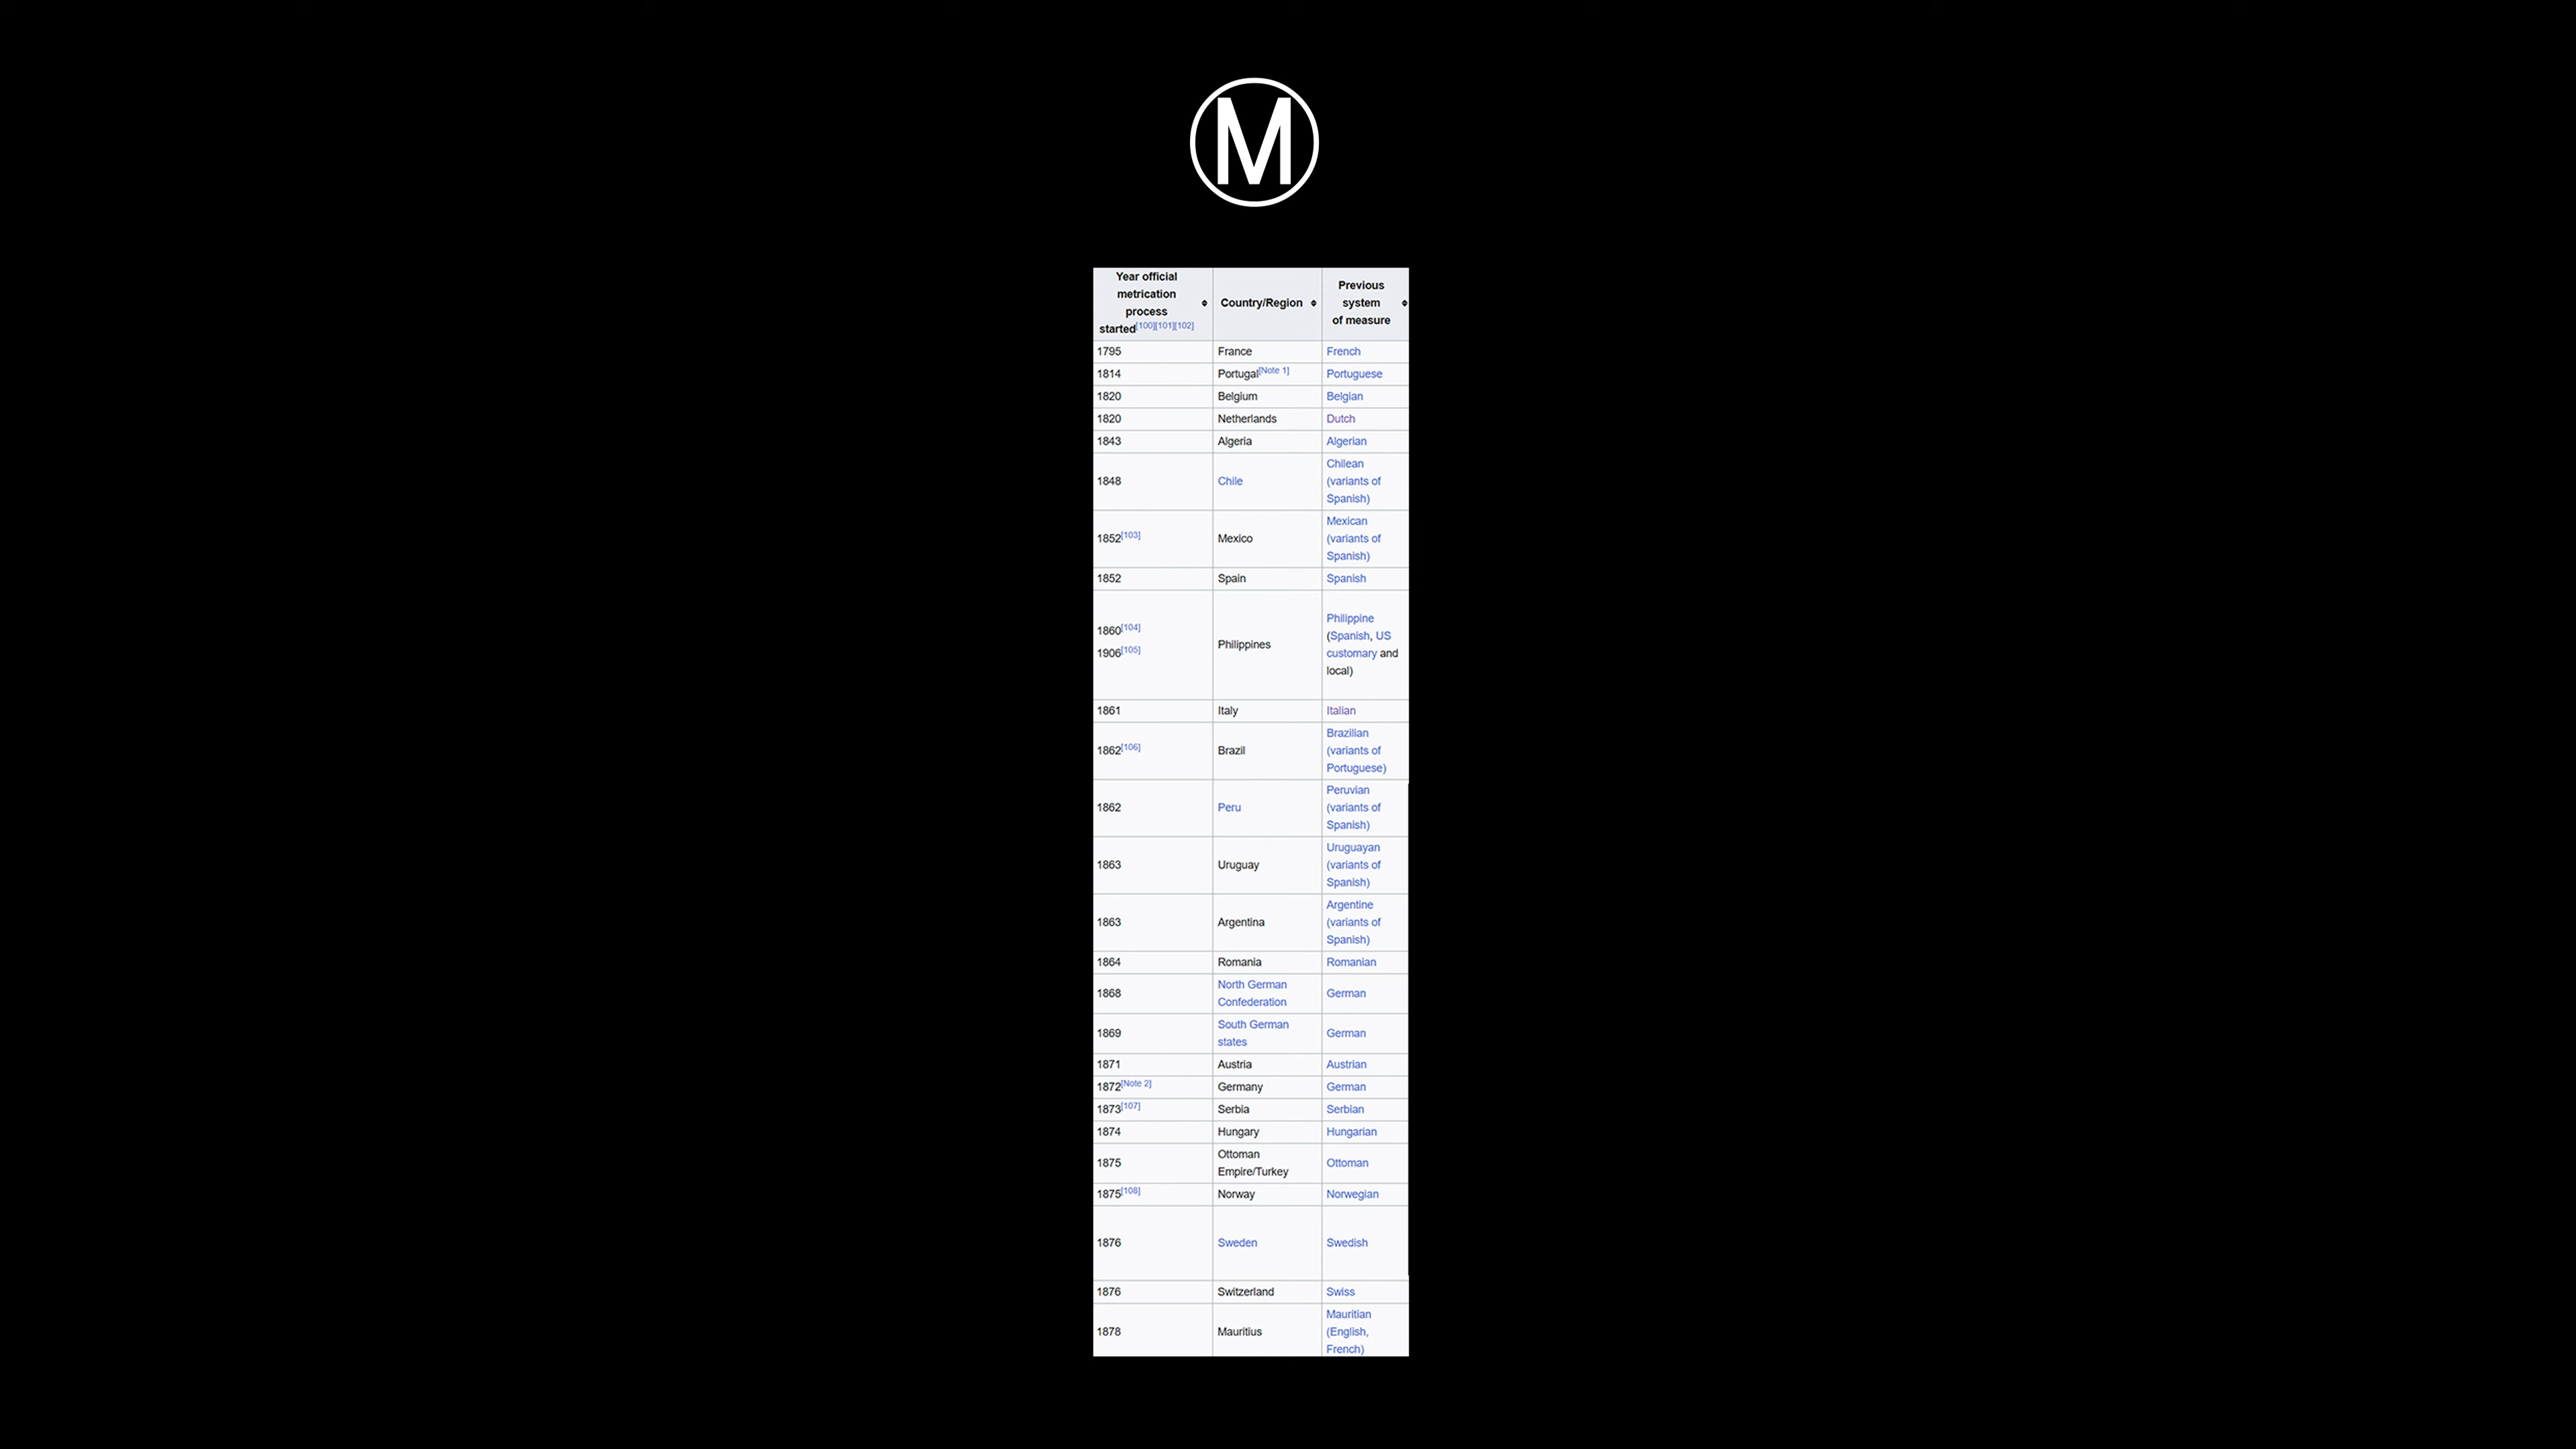 M
Year official
metrication
process
started[100][101][102]
Country/Region
Previous
system
of measure
1795 France French
1814 Portugal[Note 1] Portuguese
1820 Belgium Belgian
1820 Netherlands Dutch
1843 Algeria Algerian
1848 Chile Chilean
(variants of
Spanish)
1852[103] Mexico Mexican
(variants of
Spanish)
1852 Spain Spanish
1860[104]
1906[105]
Philippines
Philippine
(Spanish, US
customary and
local)
1861 Italy Italian
1862[106] Brazil Brazilian
(variants of
Portuguese)
1862 Peru Peruvian
(variants of
Spanish)
1863 Uruguay Uruguayan
(variants of
Spanish)
1863 Argentina Argentine
(variants of
Spanish)
1864 Romania Romanian
1868 North German
Confederation
German
1869 South German
states
German
1871 Austria Austrian
1872[Note 2] Germany German
1873[107] Serbia Serbian
1874 Hungary Hungarian
1875 Ottoman
Empire/Turkey
Ottoman
1875[108] Norway Norwegian
1876 Sweden Swedish
1876 Switzerland Swiss
1878 Mauritius Mauritian
(English,
French)